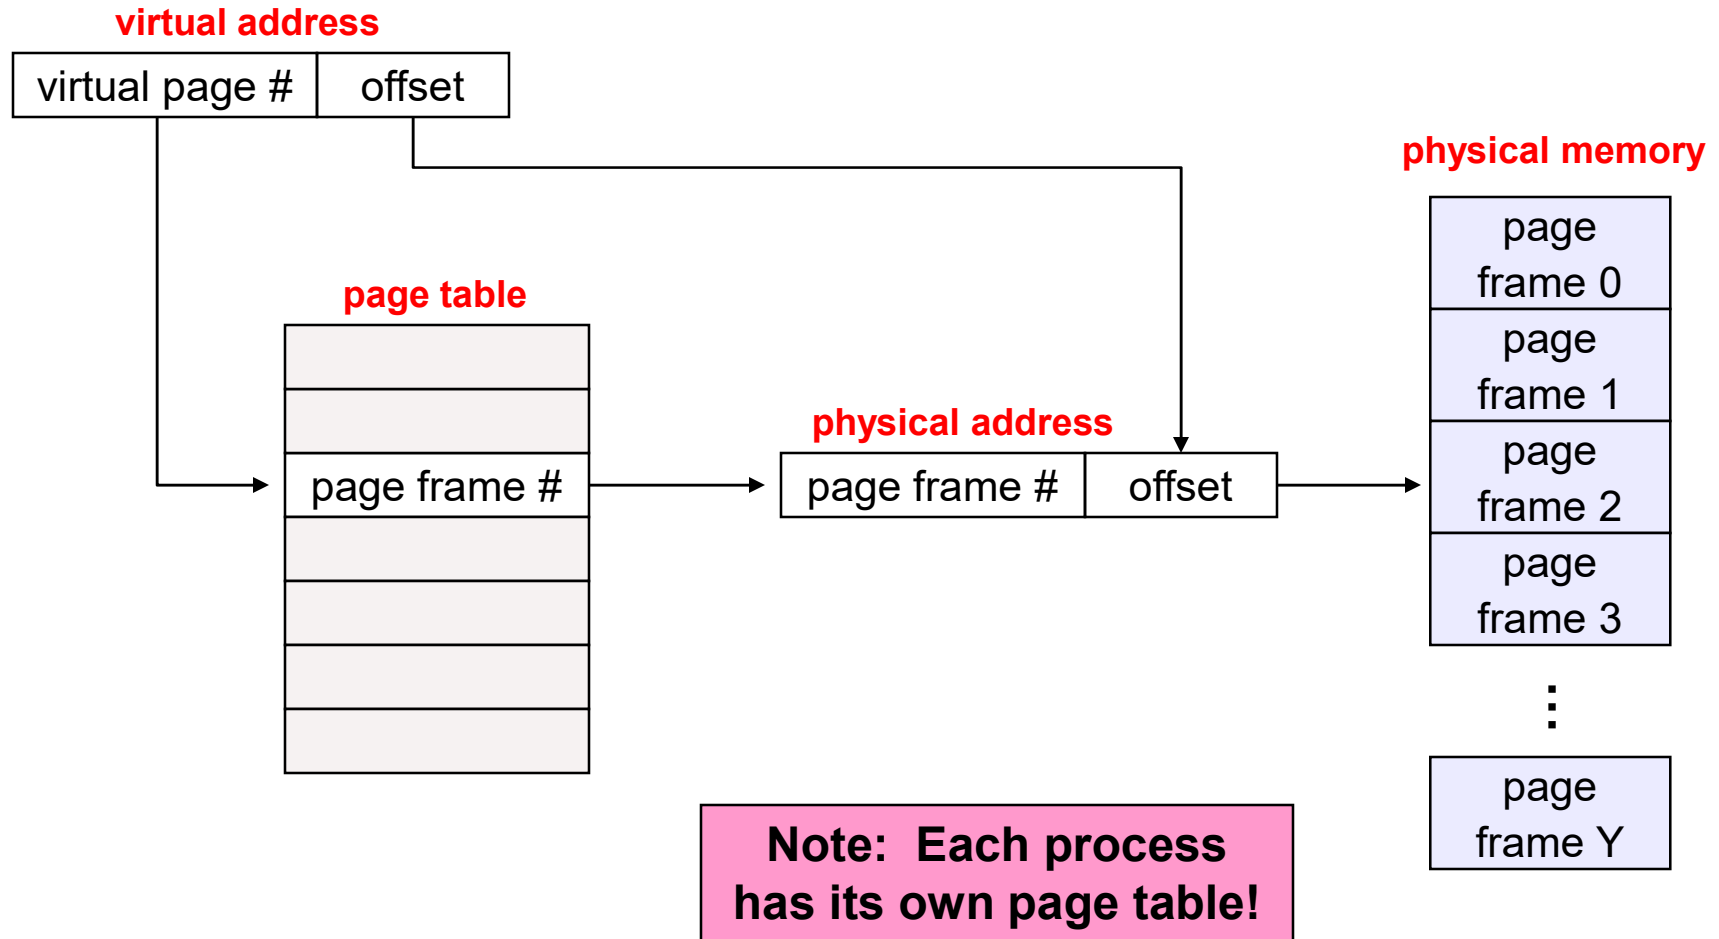 virtual address
virtual page #
offset
physical memory
page
frame 0
page table
page
frame 1
physical address
page
frame 2
page frame #
page frame #
offset
page
frame 3
⋮
page
frame Y
Note: Each process
has its own page table!